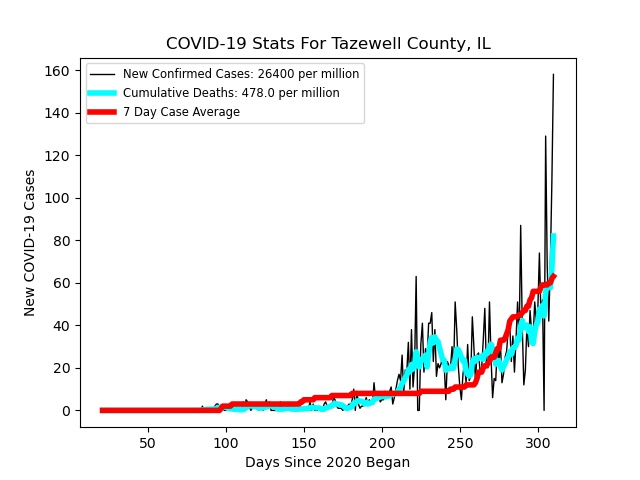 COVID-19 Stats For Tazewell County, IL
New Confirmed Cases: 26400 per million
Cumulative Deaths: 478.0 per million
7 Day Case Average
160
140
120
100
80
60
40
20
0
New COVID-19 Cases
50 100 150 200 250 300
Days Since 2020 Began